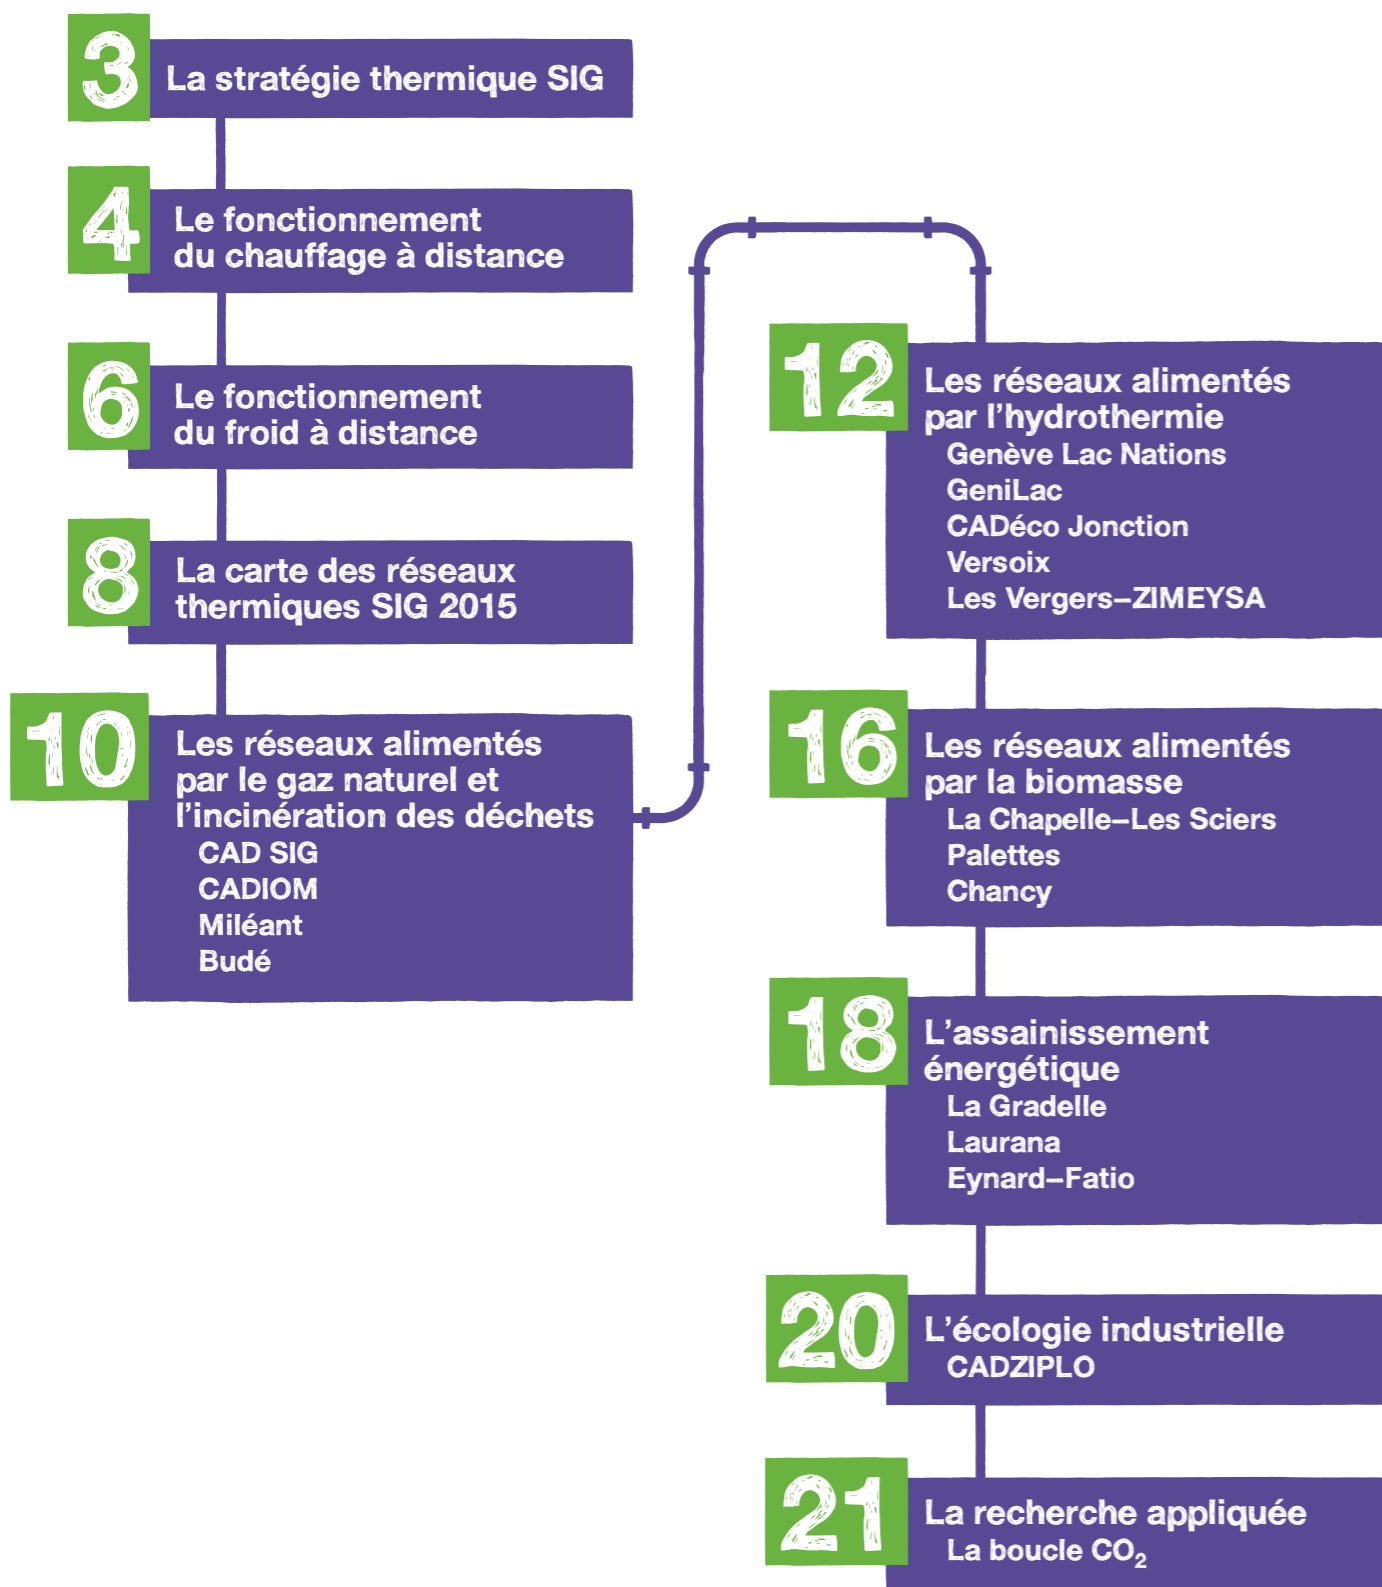 3
La stratégie thermique SIG
4
Le fonctionnement
du chauffage à distance
6
Le fonctionnement
du froid à distance
8
La carte des réseaux
thermiques SIG 2015
10
Les réseaux alimentés
par le gaz naturel et
l’incinération des déchets
CAD SIG
CADIOM
Miléant
Budé
12
Les réseaux alimentés
par l’hydrothermie
Genève Lac Nations
GeniLac
CADéco Jonction
Versoix
Les Vergers–ZIMEYSA
16
Les réseaux alimentés
par la biomasse
La Chapelle–Les Sciers
Palettes
Chancy
18
L’assainissement
énergétique
La Gradelle
Laurana
Eynard–Fatio
20
L’écologie industrielle
CADZIPLO
21
La recherche appliquée
La boucle CO₂